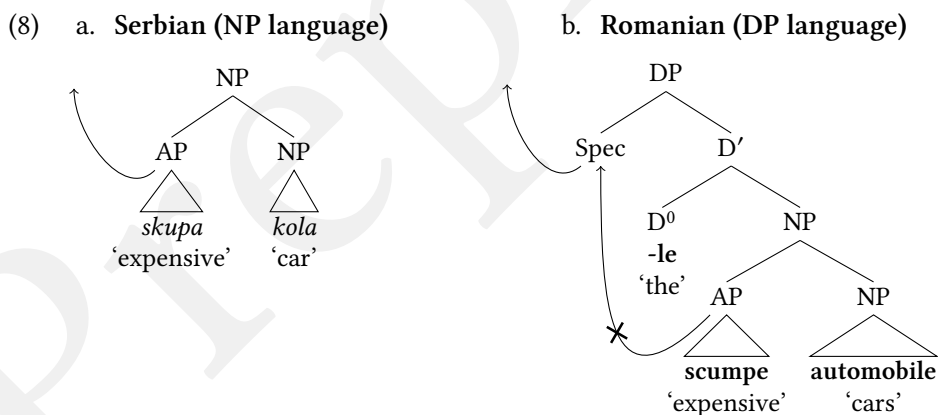 (8) a. Serbian (NP language) b. Romanian (DP language)
NP
AP NP
skupa kola
'expensive' 'car'
DP
Spec D′
D⁰ NP
-le
'the'
AP NP
scumpe automobile
'expensive' 'cars'
Prepr